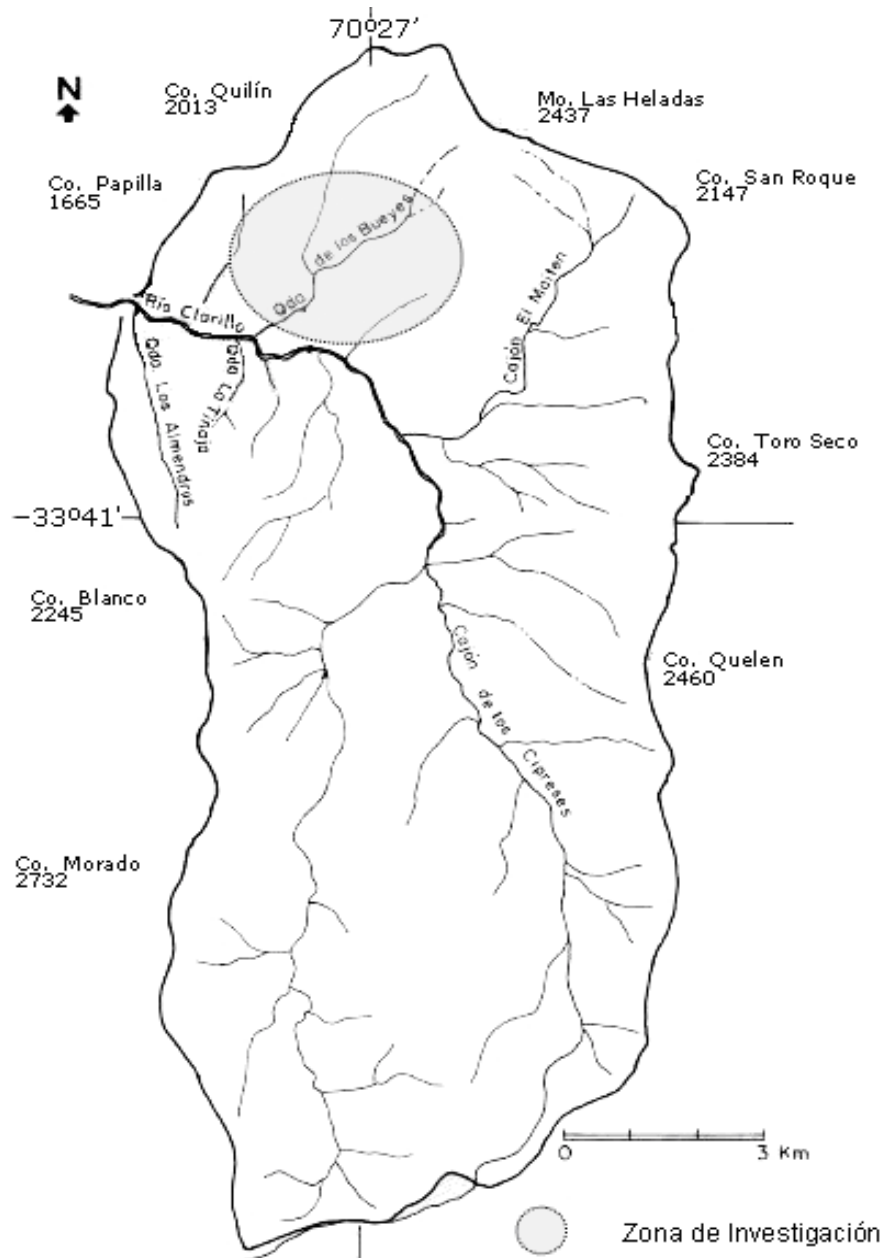 70º27'
N
Co. Quilín
2013
Mo. Las Heladas
2437
Co. Papilla
1665
Co. San Roque
2147
Qda de los Bueyes
Río Clarillo
Cajón El Maiten
Qda. Los Almendros
Qda La Tinaja
Co. Toro Seco
2384
-33º41'
Co. Blanco
2245
Co. Quelen
2460
Cajón de los Cipreses
Co. Morado
2732
0 3 Km
Zona de Investigación